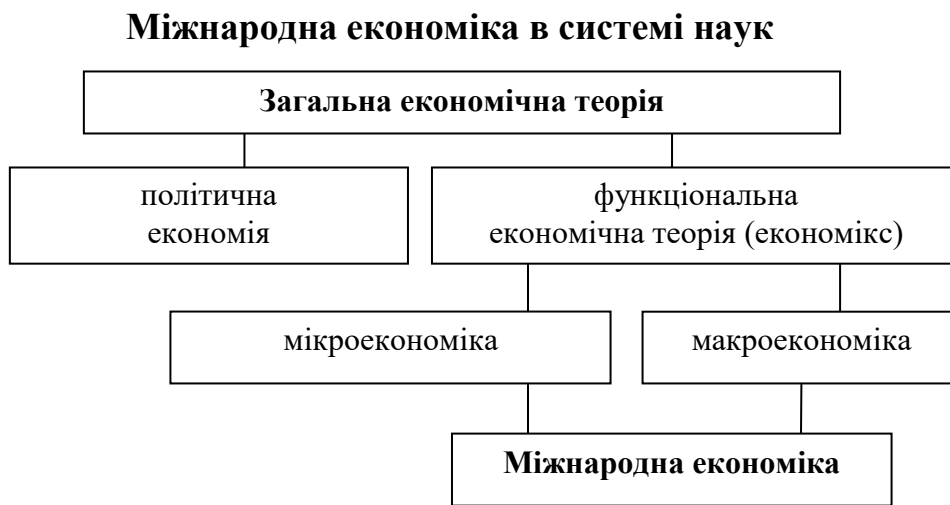 Міжнародна економіка в системі наук
Загальна економічна теорія
політична
економія
функціональна
економічна теорія (економікс)
мікроекономіка
макроекономіка
Міжнародна економіка